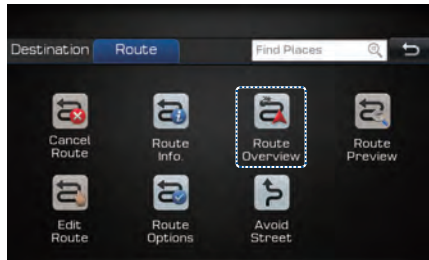 Destination
Route
Find Places
Cancel
Route
Route
Info.
Route
Overview
Route
Preview
Edit
Route
Route
Options
Avoid
Street